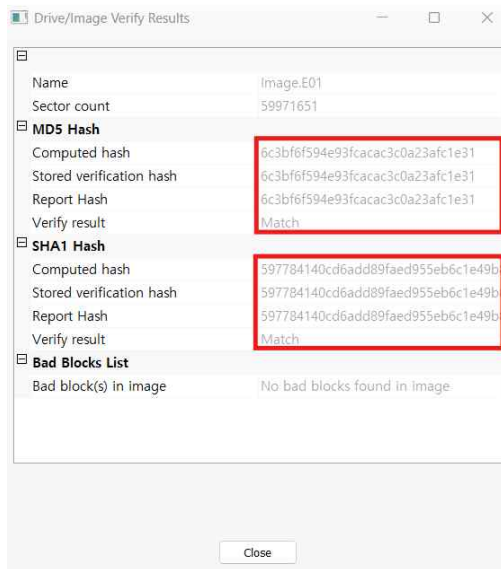 Drive/Image Verify Results
Name Image.E01
Sector count 59971651
MD5 Hash
Computed hash 6c3bf6f594e93fcacac3c0a23afc1e31
Stored verification hash 6c3bf6f594e93fcacac3c0a23afc1e31
Report Hash 6c3bf6f594e93fcacac3c0a23afc1e31
Verify result Match
SHA1 Hash
Computed hash 597784140cd6add89faed955eb6c1e49b
Stored verification hash 597784140cd6add89faed955eb6c1e49b
Report Hash 597784140cd6add89faed955eb6c1e49b
Verify result Match
Bad Blocks List
Bad block(s) in image No bad blocks found in image
Close